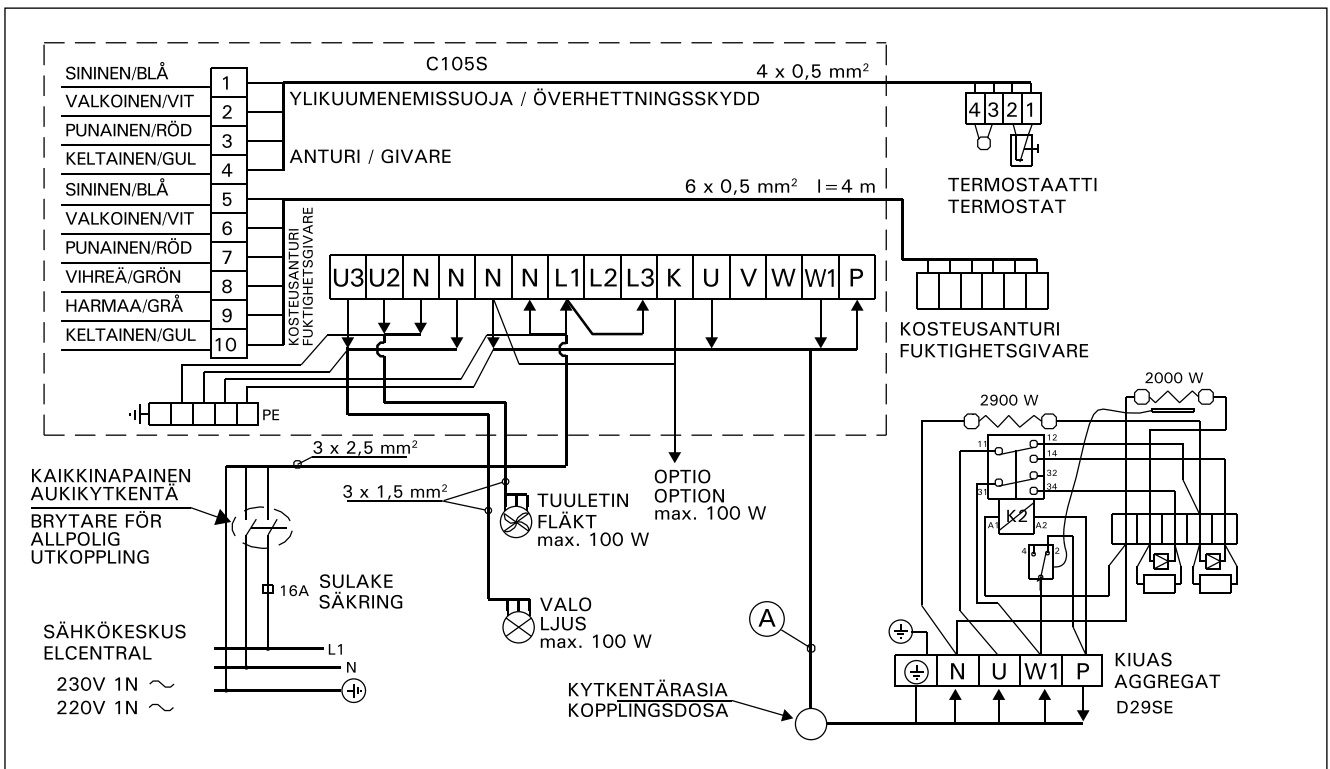 C105S
SININEN/BLÅ 1
VALKOINEN/VIT 2
PUNAINEN/RÖD 3
KELTAINEN/GUL 4
SININEN/BLÅ 5
VALKOINEN/VIT 6
PUNAINEN/RÖD 7
VIHREÄ/GRÖN 8
HARMAA/GRÅ 9
KELTAINEN/GUL 10
4 x 0,5 mm²
YLIKUUMENEMISSUOJA / ÖVERHETTNINGSSKYDD
ANTURI / GIVARE
4 3 2 1
TERMOSTAATTI
TERMOSTAT
6 x 0,5 mm² l=4 m
KOSTEUSANTURI
FUKTIGHETSGIVARE
U3 U2 N N N N L1 L2 L3 K U V W W1 P
KOSTEUSANTURI
FUKTIGHETSGIVARE
PE
3 x 2,5 mm²
3 x 1,5 mm²
KAIKKINAPAINEN
AUKIKYTKENTÄ
BRYTARE FÖR
ALLPOLIG
UTKOPPLING
16A
SULAKE
SÄKRING
SÄHKÖKESKUS
ELCENTRAL
230V 1N ~
220V 1N ~
L1
N
TUULETIN
FLÄKT
max. 100 W
VALO
LJUS
max. 100 W
OPTIO
OPTION
max. 100 W
A
KYTKENTÄRASIA
KOPPLINGSDOSA
2000 W
2900 W
11 12
14
32
31 34
A1 K2 A2
4 2
N U W1 P
KIUAS
AGGREGAT
D29SE